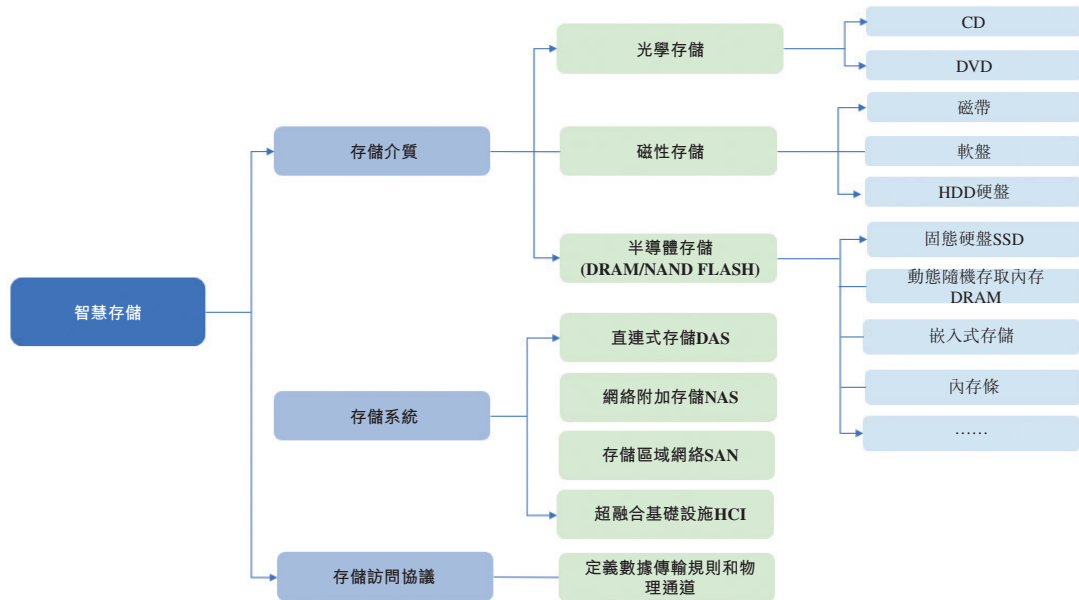 智慧存儲
存儲介質
存儲系統
存儲訪問協議
光學存儲
磁性存儲
半導體存儲
(DRAM/NAND FLASH)
直連式存儲DAS
網絡附加存儲NAS
存儲區域網絡SAN
超融合基礎設施HCI
定義數據傳輸規則和物
理通道
CD
DVD
磁帶
軟盤
HDD硬盤
固態硬盤SSD
動態隨機存取內存
DRAM
嵌入式存儲
內存條
……